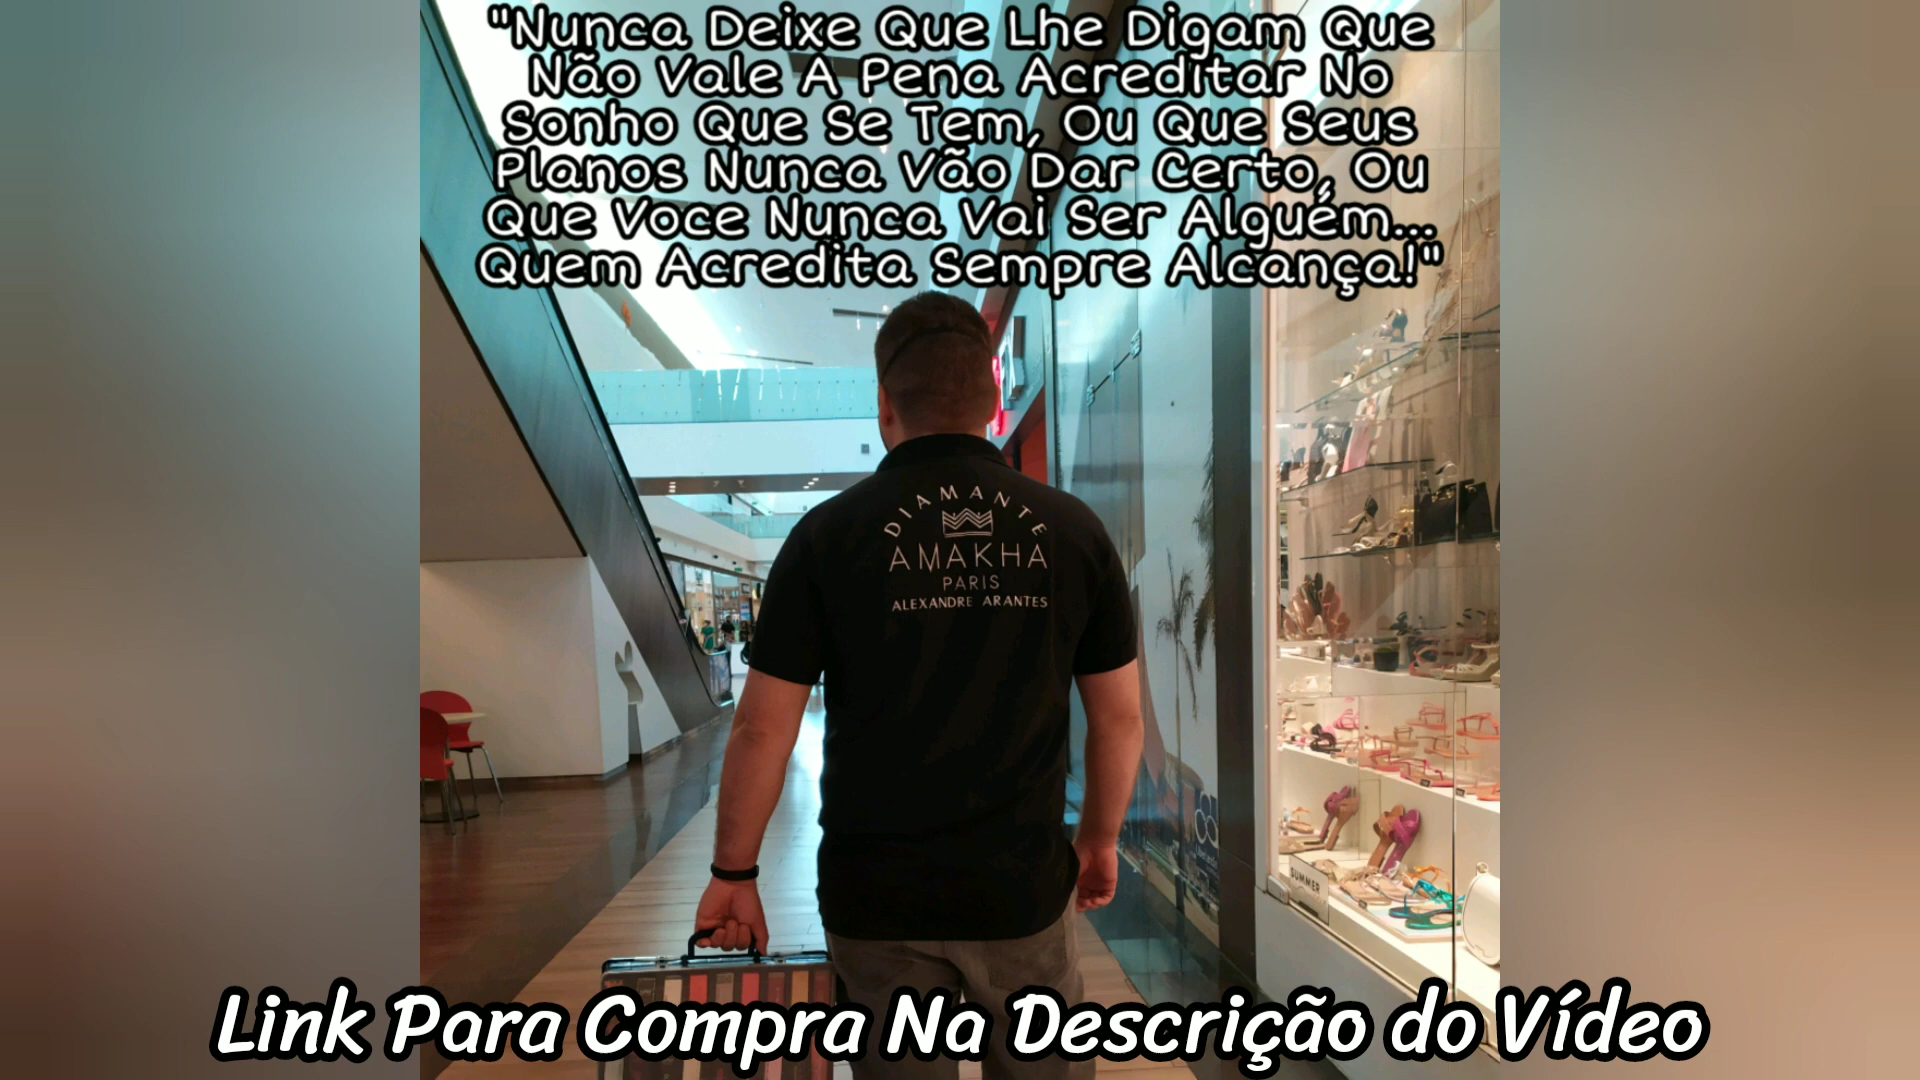 "Nunca Deixe Que Lhe Digam Que
Não Vale A Pena Acreditar No
Sonho Que Se Tem, Ou Que Seus
Planos Nunca Vão Dar Certo, Ou
Que Voce Nunca Vai Ser Alguém...
Quem Acredita Sempre Alcança!"
DIAMANTE
AMAKHA
PARIS
ALEXANDRE ARANTES
SUMMER
Link Para Compra Na Descrição do Vídeo